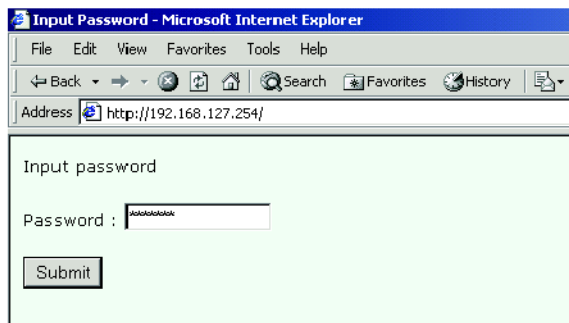 Input Password - Microsoft Internet Explorer
File Edit View Favorites Tools Help
Back Search Favorites History
Address http://192.168.127.254/
Input password
Password : ********
Submit